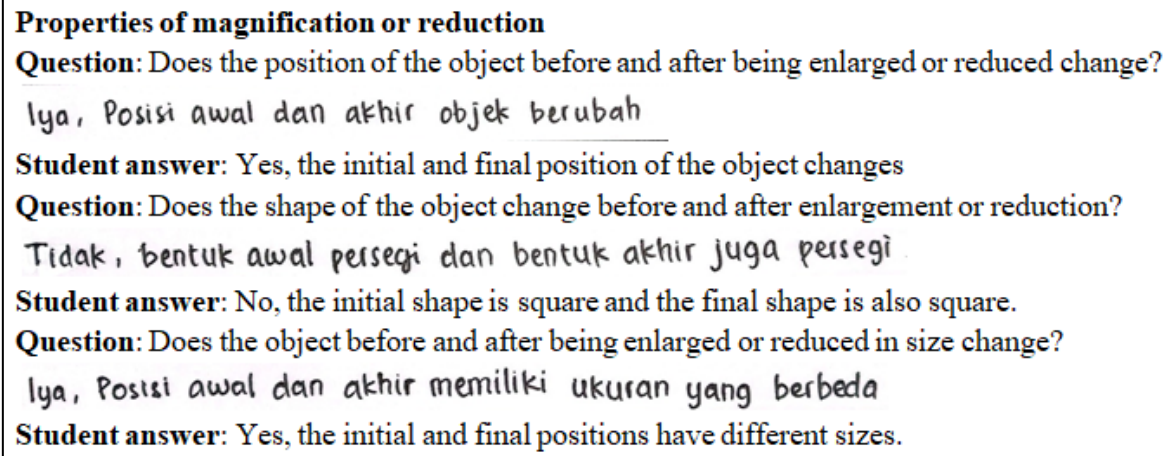 Properties of magnification or reduction
Question: Does the position of the object before and after being enlarged or reduced change?
Iya, Posisi awal dan akhir objek berubah
Student answer: Yes, the initial and final position of the object changes
Question: Does the shape of the object change before and after enlargement or reduction?
Tidak, bentuk awal persegi dan bentuk akhir juga persegi
Student answer: No, the initial shape is square and the final shape is also square.
Question: Does the object before and after being enlarged or reduced in size change?
Iya, Posisi awal dan akhir memiliki ukuran yang berbeda
Student answer: Yes, the initial and final positions have different sizes.